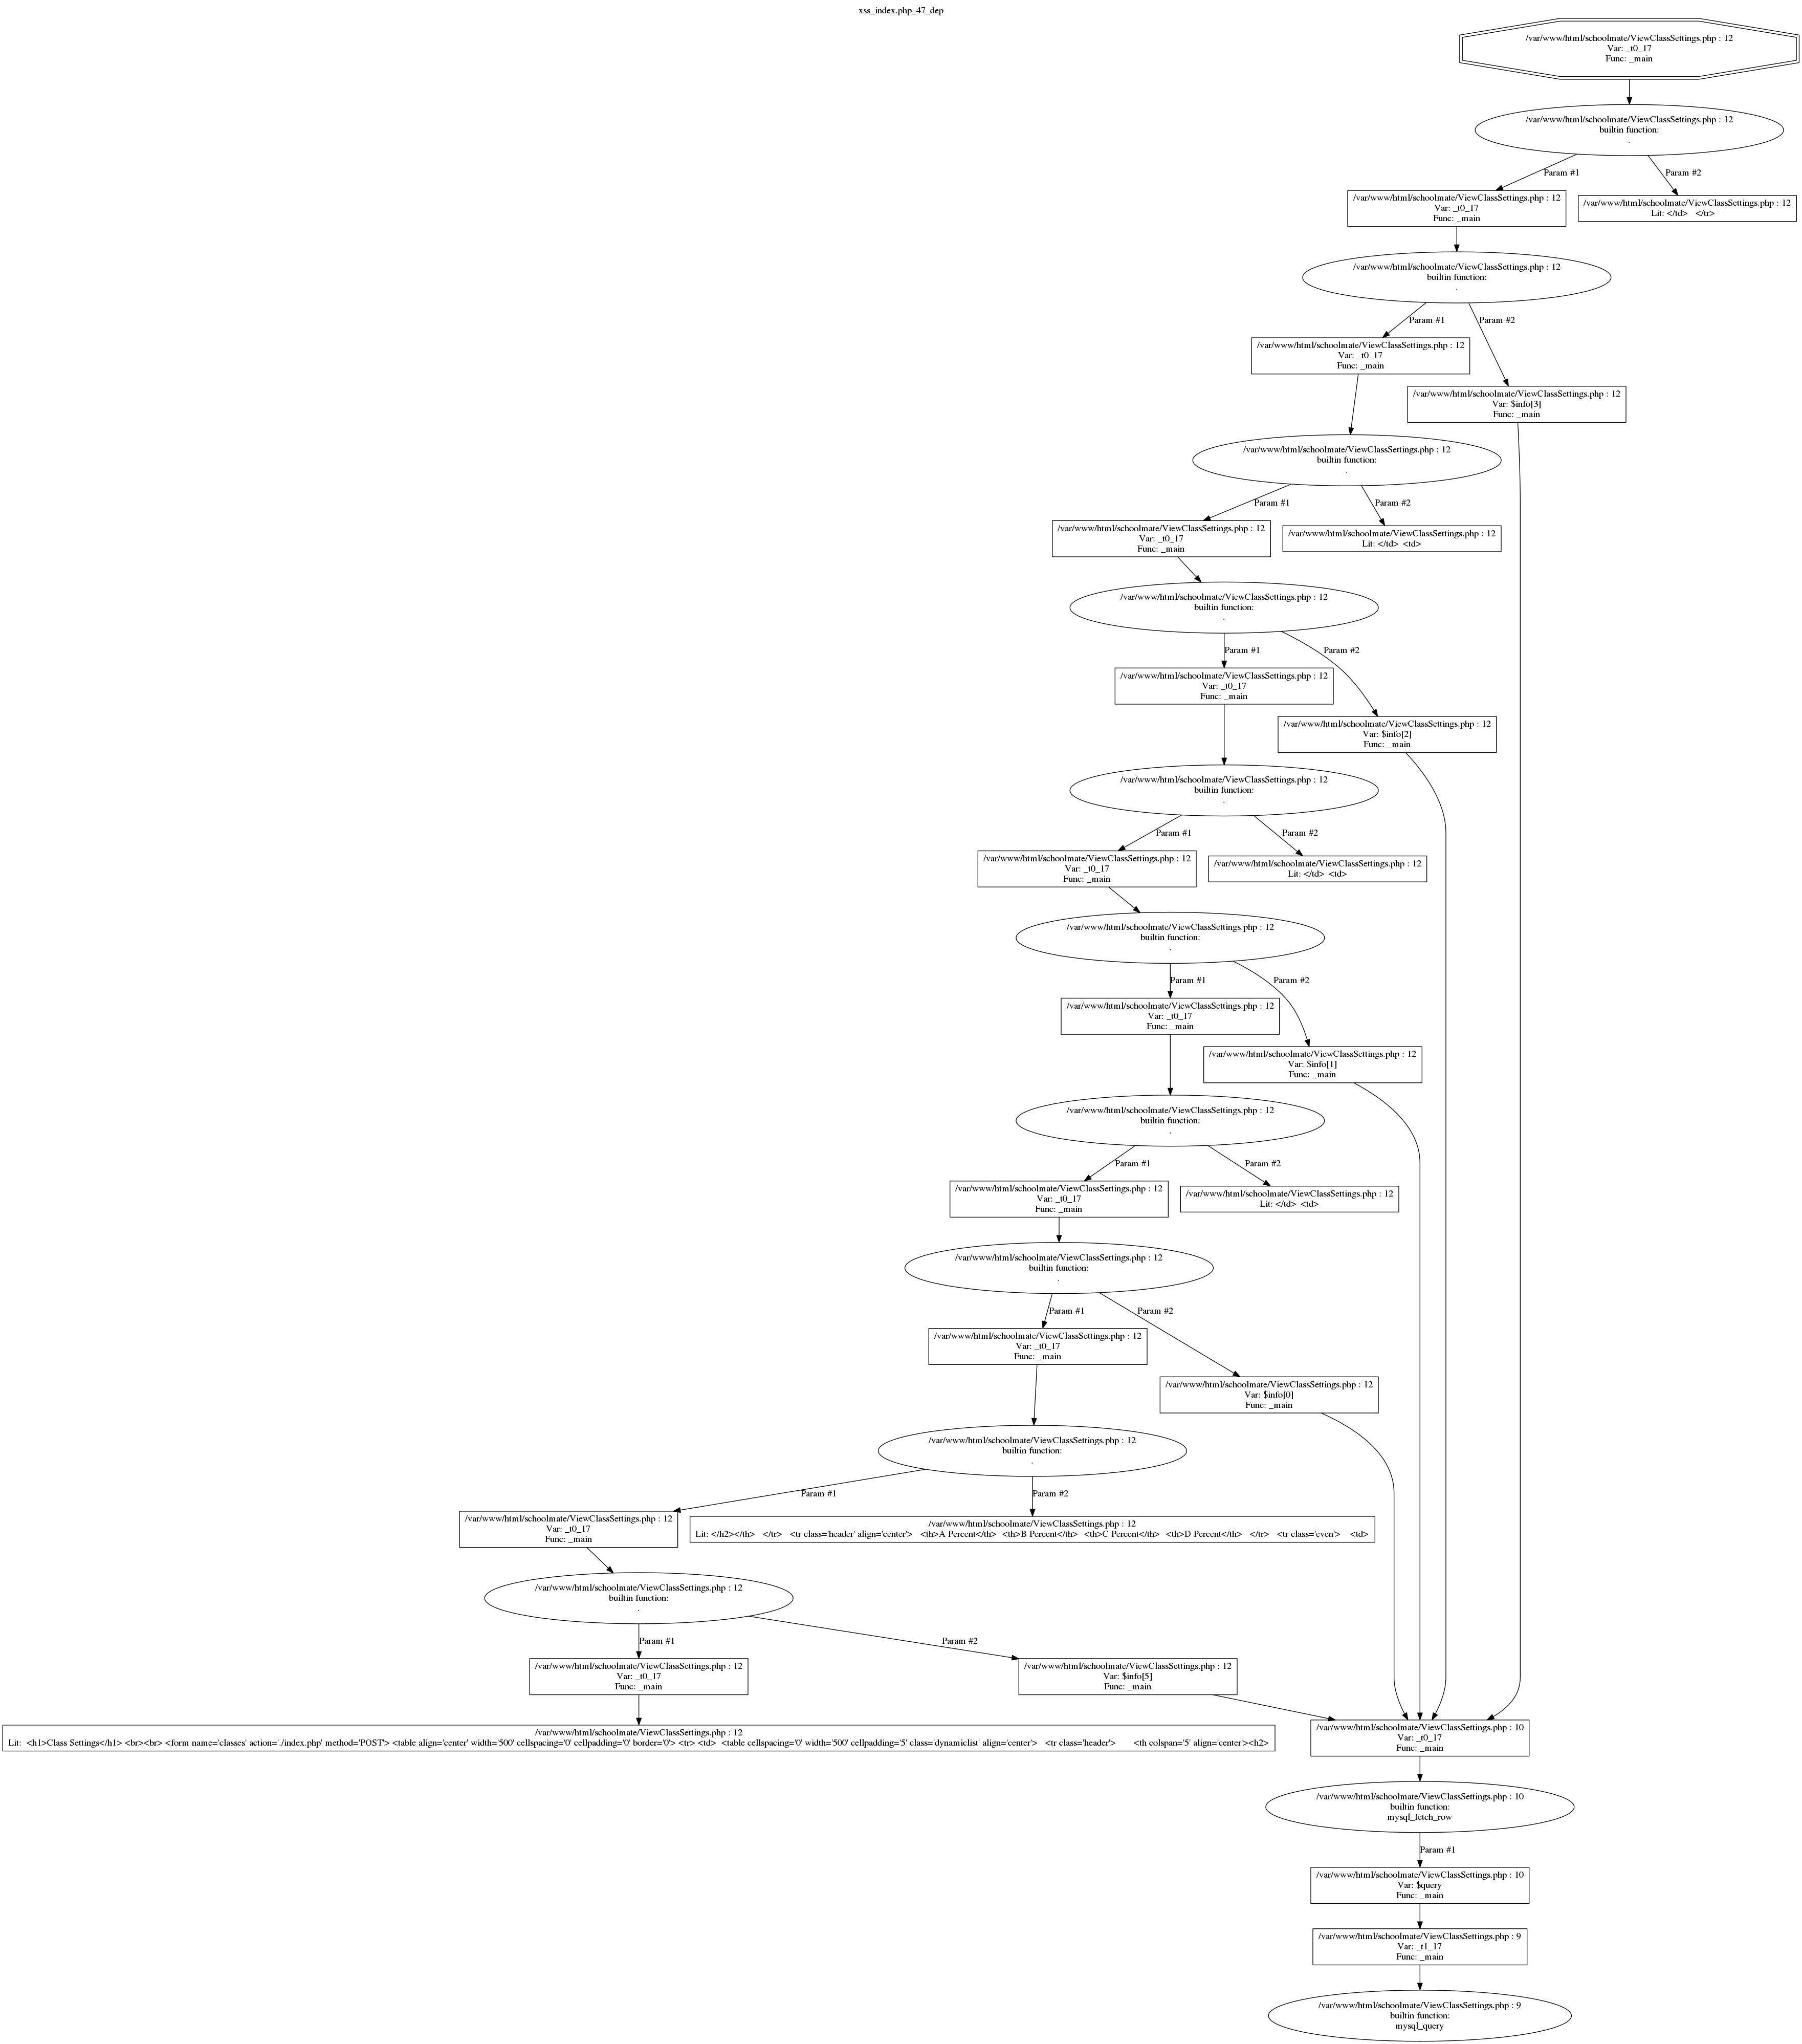 xss_index.php_47_dep
/var/www/html/schoolmate/ViewClassSettings.php : 12
Var: _t0_17
Func: _main
/var/www/html/schoolmate/ViewClassSettings.php : 12
builtin function:
.
Param #1
Param #2
/var/www/html/schoolmate/ViewClassSettings.php : 12
Var: _t0_17
Func: _main
/var/www/html/schoolmate/ViewClassSettings.php : 12
Lit: </td> </tr>
/var/www/html/schoolmate/ViewClassSettings.php : 12
builtin function:
.
Param #1
Param #2
/var/www/html/schoolmate/ViewClassSettings.php : 12
Var: _t0_17
Func: _main
/var/www/html/schoolmate/ViewClassSettings.php : 12
Var: $info[3]
Func: _main
/var/www/html/schoolmate/ViewClassSettings.php : 12
builtin function:
.
Param #1
Param #2
/var/www/html/schoolmate/ViewClassSettings.php : 12
Var: _t0_17
Func: _main
/var/www/html/schoolmate/ViewClassSettings.php : 12
Lit: </td> <td>
/var/www/html/schoolmate/ViewClassSettings.php : 12
builtin function:
.
Param #1
Param #2
/var/www/html/schoolmate/ViewClassSettings.php : 12
Var: _t0_17
Func: _main
/var/www/html/schoolmate/ViewClassSettings.php : 12
Var: $info[2]
Func: _main
/var/www/html/schoolmate/ViewClassSettings.php : 12
builtin function:
.
Param #1
Param #2
/var/www/html/schoolmate/ViewClassSettings.php : 12
Var: _t0_17
Func: _main
/var/www/html/schoolmate/ViewClassSettings.php : 12
Lit: </td> <td>
/var/www/html/schoolmate/ViewClassSettings.php : 12
builtin function:
.
Param #1
Param #2
/var/www/html/schoolmate/ViewClassSettings.php : 12
Var: _t0_17
Func: _main
/var/www/html/schoolmate/ViewClassSettings.php : 12
Var: $info[1]
Func: _main
/var/www/html/schoolmate/ViewClassSettings.php : 12
builtin function:
.
Param #1
Param #2
/var/www/html/schoolmate/ViewClassSettings.php : 12
Var: _t0_17
Func: _main
/var/www/html/schoolmate/ViewClassSettings.php : 12
Lit: </td> <td>
/var/www/html/schoolmate/ViewClassSettings.php : 12
builtin function:
.
Param #1
Param #2
/var/www/html/schoolmate/ViewClassSettings.php : 12
Var: _t0_17
Func: _main
/var/www/html/schoolmate/ViewClassSettings.php : 12
Var: $info[0]
Func: _main
/var/www/html/schoolmate/ViewClassSettings.php : 12
builtin function:
.
Param #1
Param #2
/var/www/html/schoolmate/ViewClassSettings.php : 12
Var: _t0_17
Func: _main
/var/www/html/schoolmate/ViewClassSettings.php : 12
Lit: </h2></th> </tr> <tr class='header' align='center'> <th>A Percent</th> <th>B Percent</th> <th>C Percent</th> <th>D Percent</th> </tr> <tr class='even'> <td>
/var/www/html/schoolmate/ViewClassSettings.php : 12
builtin function:
.
Param #1
Param #2
/var/www/html/schoolmate/ViewClassSettings.php : 12
Var: _t0_17
Func: _main
/var/www/html/schoolmate/ViewClassSettings.php : 12
Var: $info[5]
Func: _main
/var/www/html/schoolmate/ViewClassSettings.php : 12
Lit: <h1>Class Settings</h1> <br><br> <form name='classes' action='./index.php' method='POST'> <table align='center' width='500' cellspacing='0' cellpadding='0' border='0'> <tr> <td> <table cellspacing='0' width='500' cellpadding='5' class='dynamiclist' align='center'> <tr class='header'> <th colspan='5' align='center'><h2>
/var/www/html/schoolmate/ViewClassSettings.php : 10
Var: _t0_17
Func: _main
/var/www/html/schoolmate/ViewClassSettings.php : 10
builtin function:
mysql_fetch_row
Param #1
/var/www/html/schoolmate/ViewClassSettings.php : 10
Var: $query
Func: _main
/var/www/html/schoolmate/ViewClassSettings.php : 9
Var: _t1_17
Func: _main
/var/www/html/schoolmate/ViewClassSettings.php : 9
builtin function:
mysql_query